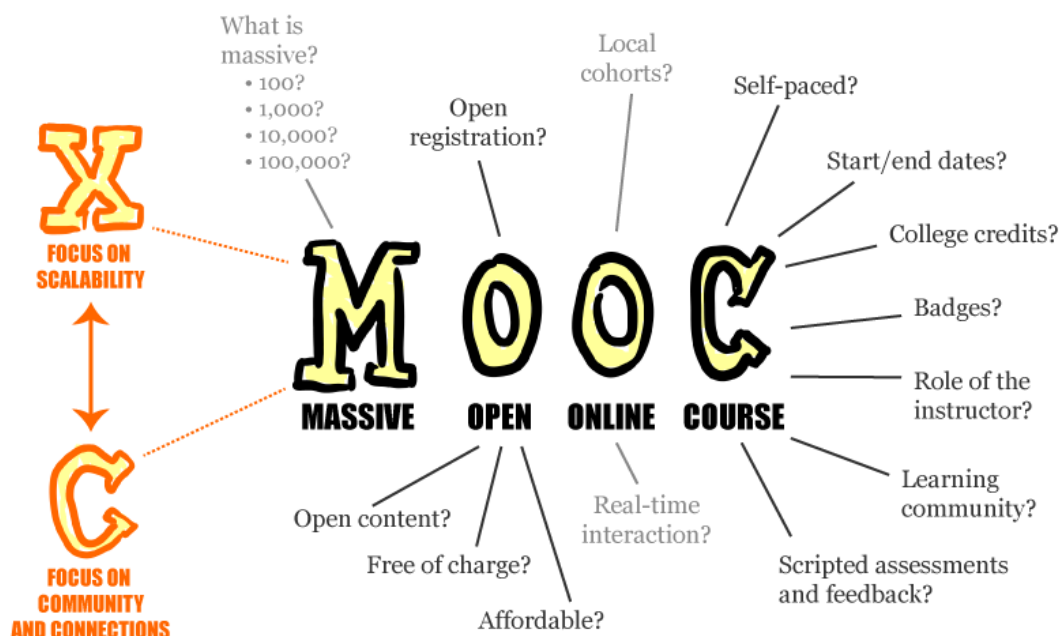 What is
massive?
• 100?
• 1,000?
• 10,000?
• 100,000?
Open
registration?
Local
cohorts?
Self-paced?
Start/end dates?
College credits?
Badges?
Role of the
instructor?
Learning
community?
Scripted assessments
and feedback?
X
FOCUS ON
SCALABILITY
C
FOCUS ON
COMMUNITY
AND CONNECTIONS
MOOC
MASSIVE OPEN ONLINE COURSE
Open content?
Free of charge?
Affordable?
Real-time
interaction?